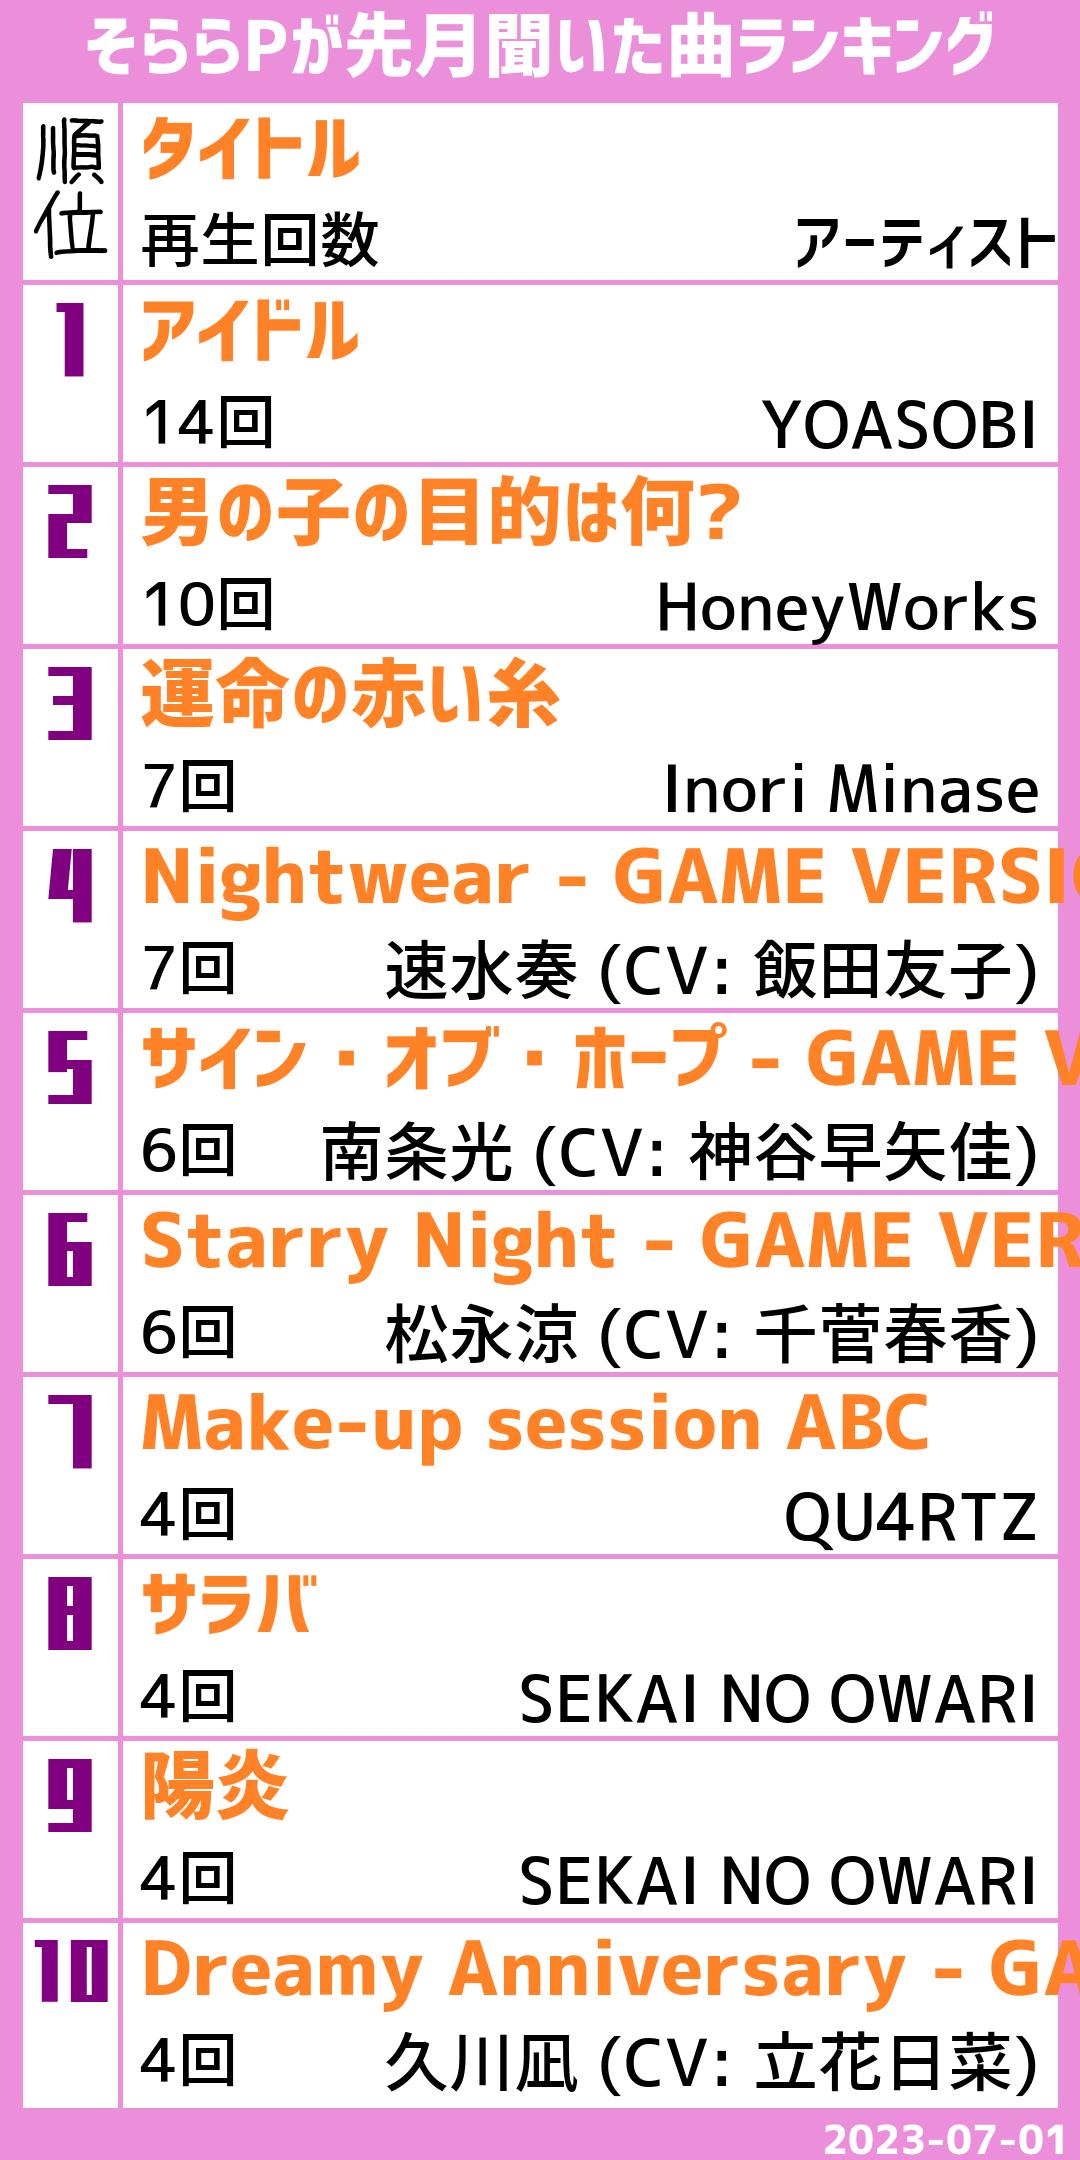 そららPが先月聞いた曲ランキング
順位
タイトル
再生回数 アーティスト
1
アイドル
14回 YOASOBI
2
男の子の目的は何?
10回 HoneyWorks
3
運命の赤い糸
7回 Inori Minase
4
Nightwear - GAME VERSIO
7回 速水奏 (CV: 飯田友子)
5
サイン・オブ・ホープ - GAME V
6回 南条光 (CV: 神谷早矢佳)
6
Starry Night - GAME VER
6回 松永涼 (CV: 千菅春香)
7
Make-up session ABC
4回 QU4RTZ
8
サラバ
4回 SEKAI NO OWARI
9
陽炎
4回 SEKAI NO OWARI
10
Dreamy Anniversary - GA
4回 久川凪 (CV: 立花日菜)
2023-07-01